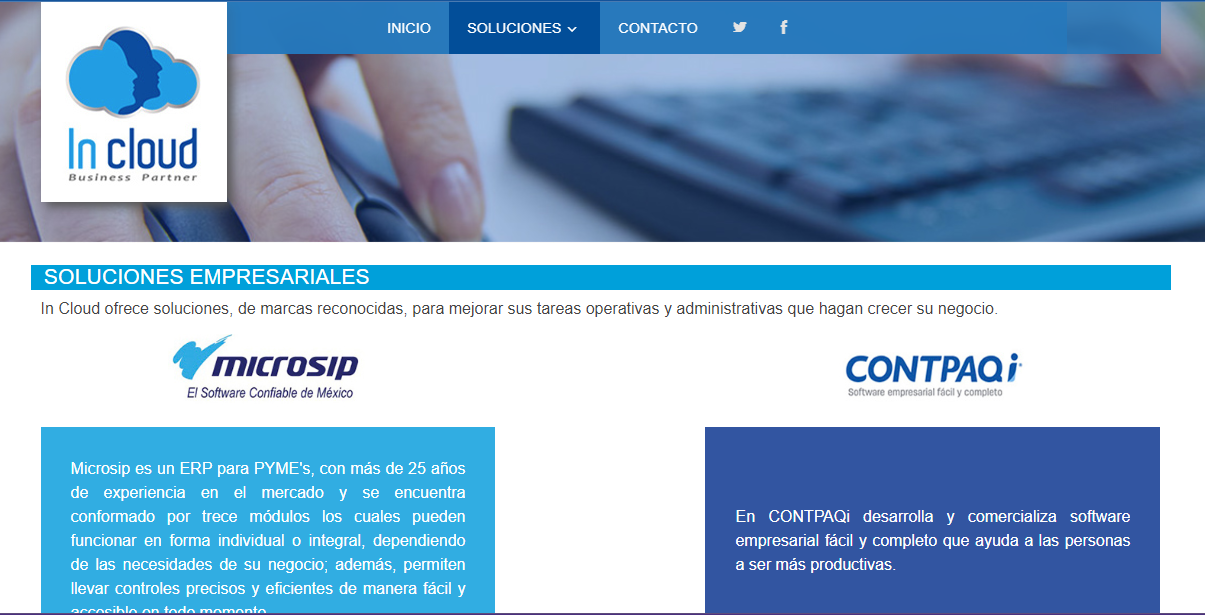 INICIO SOLUCIONES CONTACTO
In cloud
Business Partner
SOLUCIONES EMPRESARIALES
In Cloud ofrece soluciones, de marcas reconocidas, para mejorar sus tareas operativas y administrativas que hagan crecer su negocio.
microsip
El Software Confiable de México
CONTPAQi
Software empresarial fácil y completo
Microsip es un ERP para PYME's, con más de 25 años
de experiencia en el mercado y se encuentra
conformado por trece módulos los cuales pueden
funcionar en forma individual o integral, dependiendo
de las necesidades de su negocio; además, permiten
llevar controles precisos y eficientes de manera fácil y
accesible en todo momento.
En CONTPAQi desarrolla y comercializa software
empresarial fácil y completo que ayuda a las personas
a ser más productivas.